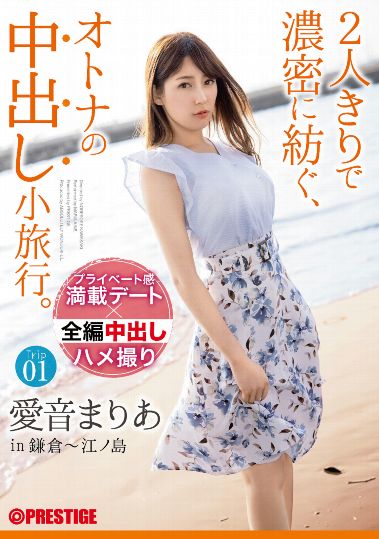 2人きりで
濃密に紡ぐ、
オトナの
中出し小旅行。
プライベート感
満載デート
×
全編中出し
ハメ撮り
Trip
01
愛音まりあ
in 鎌倉〜江ノ島
PRESTIGE